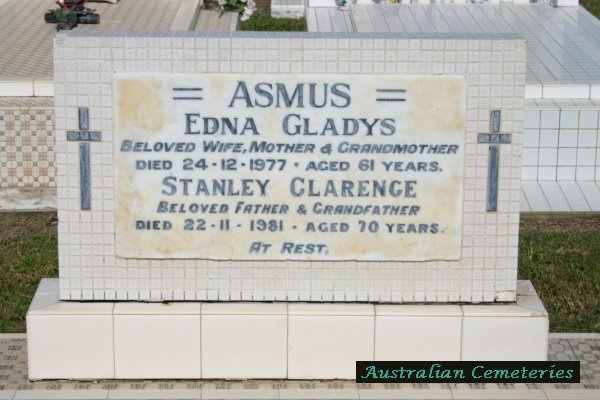 = ASMUS =
EDNA GLADYS
BELOVED WIFE, MOTHER & GRANDMOTHER
DIED 24-12-1977 · AGED 61 YEARS.
STANLEY CLARENCE
BELOVED FATHER & GRANDFATHER
DIED 22-11-1981 · AGED 70 YEARS.
AT REST.
Australian Cemeteries